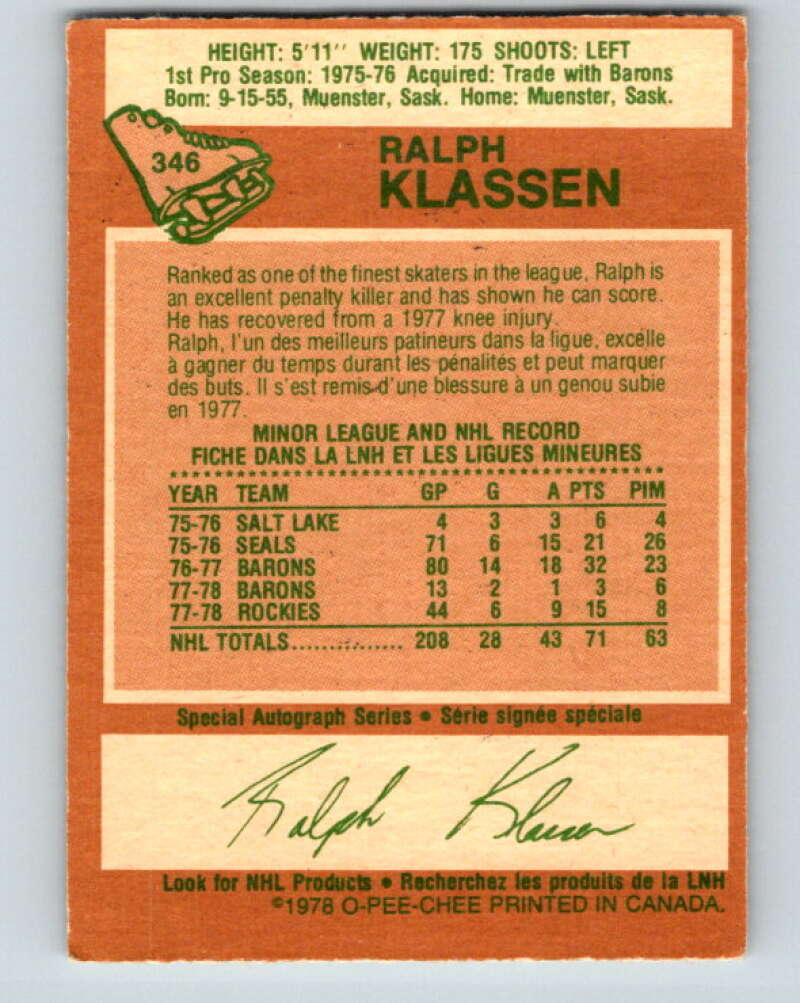 HEIGHT: 5'11'' WEIGHT: 175 SHOOTS: LEFT
1st Pro Season: 1975-76 Acquired: Trade with Barons
Born: 9-15-55, Muenster, Sask. Home: Muenster, Sask.
346
RALPH
KLASSEN
Ranked as one of the finest skaters in the league, Ralph is
an excellent penalty killer and has shown he can score.
He has recovered from a 1977 knee injury.
Ralph, l'un des meilleurs patineurs dans la ligue, excelle
à gagner du temps durant les pénalités et peut marquer
des buts. Il s'est remis d'une blessure à un genou subie
en 1977.
MINOR LEAGUE AND NHL RECORD
FICHE DANS LA LNH ET LES LIGUES MINEURES
YEAR TEAM GP G A PTS PIM
75-76 SALT LAKE 4 3 3 6 4
75-76 SEALS 71 6 15 21 26
76-77 BARONS 80 14 18 32 23
77-78 BARONS 13 2 1 3 6
77-78 ROCKIES 44 6 9 15 8
NHL TOTALS................ 208 28 43 71 63
Special Autograph Series • Série signée spéciale
Ralph Klassen
Look for NHL Products • Recherchez les produits de la LNH
©1978 O-PEE-CHEE PRINTED IN CANADA.